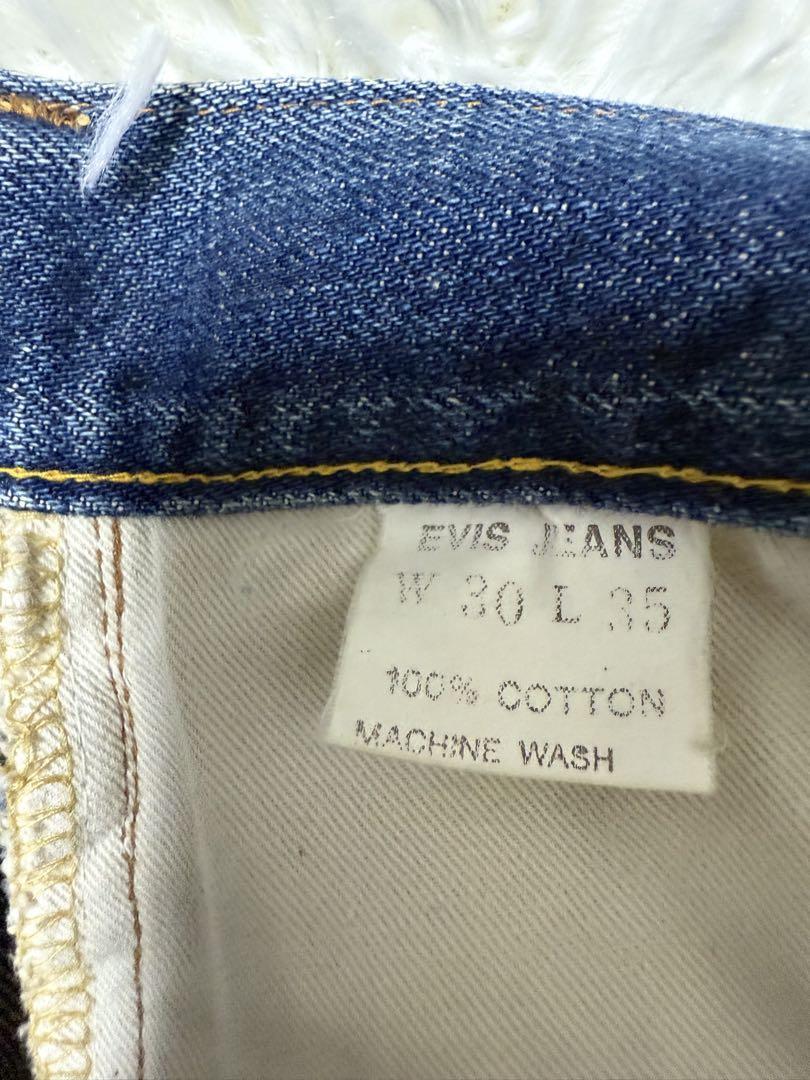 EVIS JEANS
W 30 L 35
100% COTTON
MACHINE WASH